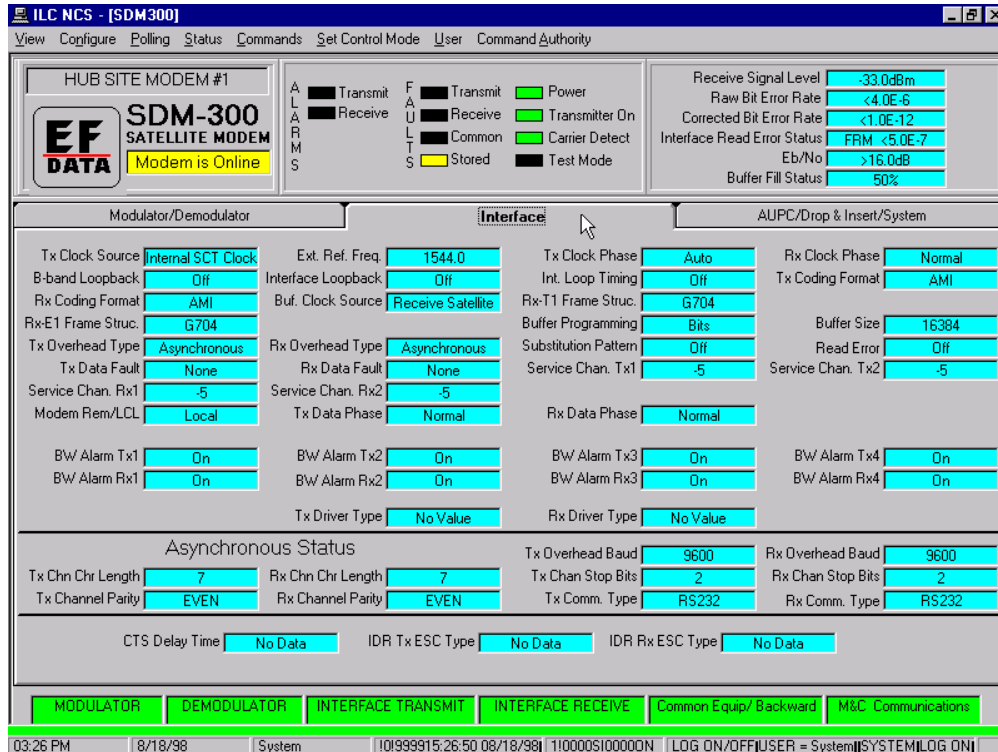 ILC NCS - [SDM300]
View Configure Polling Status Commands Set Control Mode User Command Authority
HUB SITE MODEM #1
EF DATA
SDM-300
SATELLITE MODEM
Modem is Online
ALARMS
Transmit
Receive
FAULTS
Transmit
Receive
Common
Stored
Power
Transmitter On
Carrier Detect
Test Mode
Receive Signal Level -33.0dBm
Raw Bit Error Rate <4.0E-6
Corrected Bit Error Rate <1.0E-12
Interface Read Error Status FRM <5.0E-7
Eb/No >16.0dB
Buffer Fill Status 50%
Modulator/Demodulator Interface AUPC/Drop & Insert/System
Tx Clock Source Internal SCT Clock Ext. Ref. Freq. 1544.0 Tx Clock Phase Auto Rx Clock Phase Normal
B-band Loopback Off Interface Loopback Off Int. Loop Timing Off Tx Coding Format AMI
Rx Coding Format AMI Buf. Clock Source Receive Satellite Rx-T1 Frame Struc. G704
Rx-E1 Frame Struc. G704 Buffer Programming Bits Buffer Size 16384
Tx Overhead Type Asynchronous Rx Overhead Type Asynchronous Substitution Pattern Off Read Error Off
Tx Data Fault None Rx Data Fault None Service Chan. Tx1 -5 Service Chan. Tx2 -5
Service Chan. Rx1 -5 Service Chan. Rx2 -5
Modem Rem/LCL Local Tx Data Phase Normal Rx Data Phase Normal
BW Alarm Tx1 On BW Alarm Tx2 On BW Alarm Tx3 On BW Alarm Tx4 On
BW Alarm Rx1 On BW Alarm Rx2 On BW Alarm Rx3 On BW Alarm Rx4 On
Tx Driver Type No Value Rx Driver Type No Value
Asynchronous Status
Tx Overhead Baud 9600 Rx Overhead Baud 9600
Tx Chn Chr Length 7 Rx Chn Chr Length 7 Tx Chan Stop Bits 2 Rx Chan Stop Bits 2
Tx Channel Parity EVEN Rx Channel Parity EVEN Tx Comm. Type RS232 Rx Comm. Type RS232
CTS Delay Time No Data IDR Tx ESC Type No Data IDR Rx ESC Type No Data
MODULATOR DEMODULATOR INTERFACE TRANSMIT INTERFACE RECEIVE Common Equip/ Backward M&C Communications
03:26 PM 8/18/98 System !0!999915:26:50 08/18/98| 1!0000S!00000N LOG ON/OFF USER = System SYSTEM LOG ON